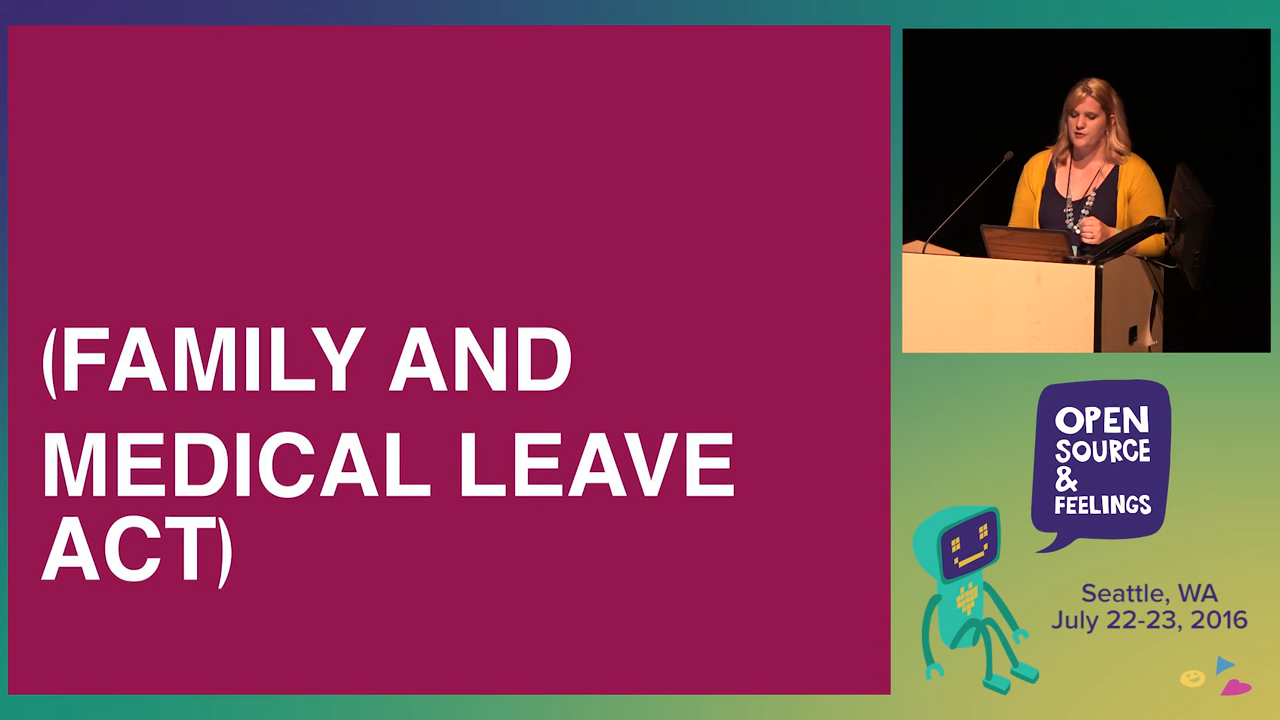 (FAMILY AND
MEDICAL LEAVE
ACT)
OPEN
SOURCE
&
FEELINGS
Seattle, WA
July 22-23, 2016